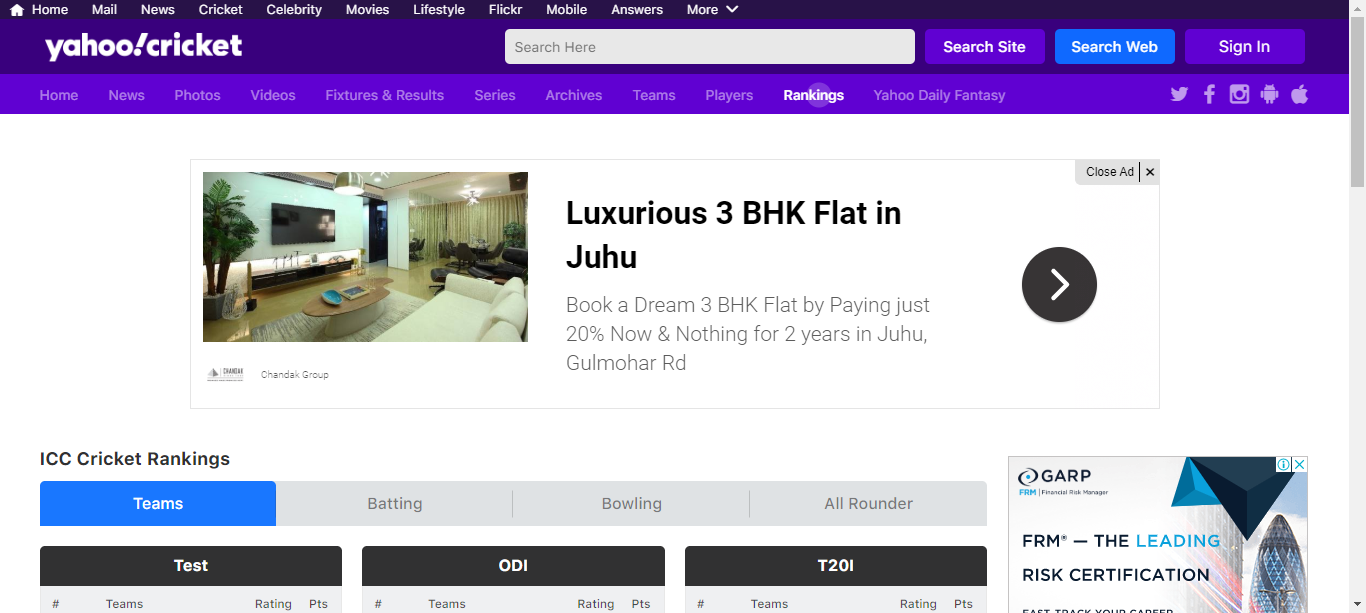 Home Mail News Cricket Celebrity Movies Lifestyle Flickr Mobile Answers More
yahoo!cricket
Search Here
Search Site
Search Web
Sign In
Home News Photos Videos Fixtures & Results Series Archives Teams Players Rankings Yahoo Daily Fantasy
Close Ad
Luxurious 3 BHK Flat in
Juhu
Book a Dream 3 BHK Flat by Paying just
20% Now & Nothing for 2 years in Juhu,
Gulmohar Rd
CHANDAK
Chandak Group
ICC Cricket Rankings
Teams Batting Bowling All Rounder
Test
# Teams Rating Pts
ODI
# Teams Rating Pts
T20I
# Teams Rating Pts
GARP
FRM | Financial Risk Manager
FRM® — THE LEADING
RISK CERTIFICATION
FAST-TRACK YOUR CAREER